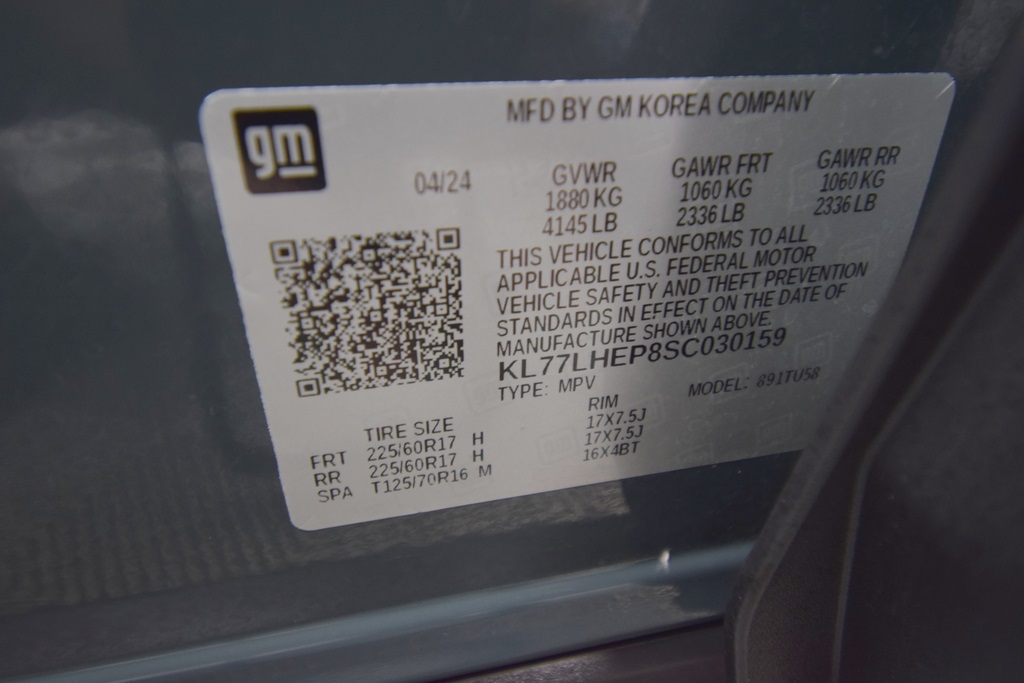 gm
MFD BY GM KOREA COMPANY
04/24
GVWR
1880 KG
4145 LB
GAWR FRT
1060 KG
2336 LB
GAWR RR
1060 KG
2336 LB
THIS VEHICLE CONFORMS TO ALL
APPLICABLE U.S. FEDERAL MOTOR
VEHICLE SAFETY AND THEFT PREVENTION
STANDARDS IN EFFECT ON THE DATE OF
MANUFACTURE SHOWN ABOVE.
KL77LHEP8SC030159
TYPE: MPV
MODEL: 891TU58
TIRE SIZE RIM
FRT 225/60R17 H 17X7.5J
RR 225/60R17 H 17X7.5J
SPA T125/70R16 M 16X4BT